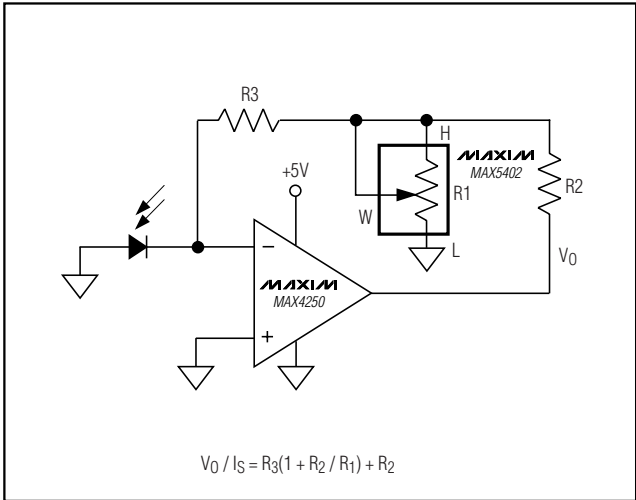 R3
H
MAXIM
MAX5402
+5V
R1
R2
W
L
V₀
−
MAXIM
MAX4250
+
V₀ / Iₛ = R₃(1 + R₂ / R₁) + R₂